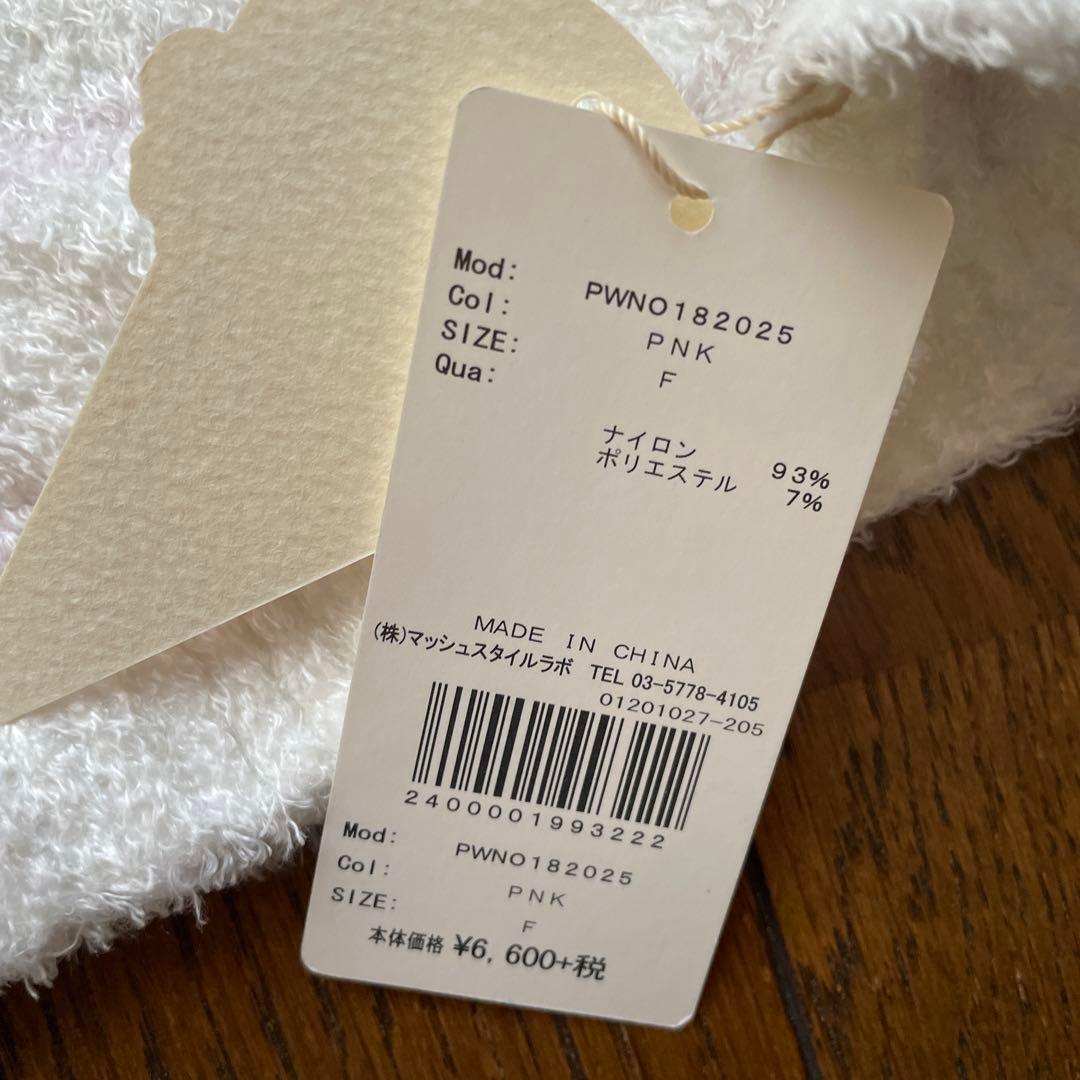 Mod: PWNO182025
Col: PNK
SIZE: F
Qua:
ナイロン 93%
ポリエステル 7%
MADE IN CHINA
(株)マッシュスタイルラボ TEL 03-5778-4105
01201027-205
2400001993222
Mod: PWNO182025
Col: PNK
SIZE: F
本体価格 ¥6, 600+税